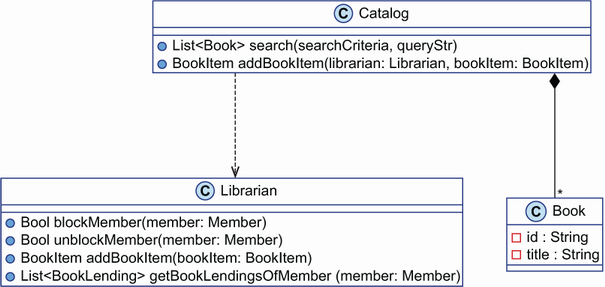 C Catalog
List<Book> search(searchCriteria, queryStr)
BookItem addBookItem(librarian: Librarian, bookItem: BookItem)
C Librarian
Bool blockMember(member: Member)
Bool unblockMember(member: Member)
BookItem addBookItem(bookItem: BookItem)
List<BookLending> getBookLendingsOfMember (member: Member)
*
C Book
id : String
title : String